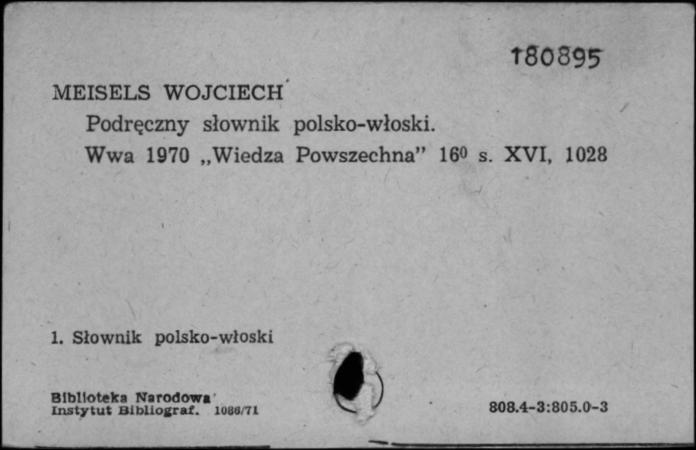 180895
MEISELS WOJCIECH
Podręczny słownik polsko-włoski.
Wwa 1970 „Wiedza Powszechna” 16⁰ s. XVI, 1028
1. Słownik polsko-włoski
Biblioteka Narodowa
Instytut Bibliograf. 1086/71
808.4-3:805.0-3